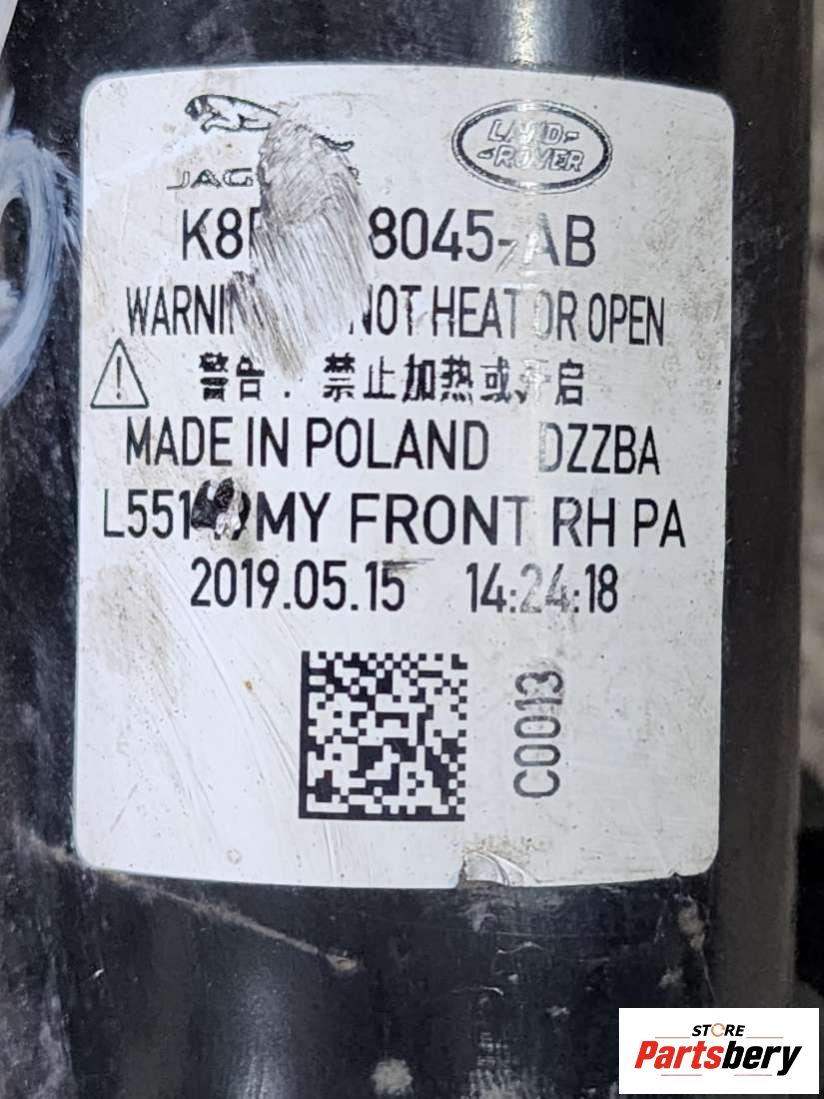 LAND-
-ROVER
8045-AB
NOT HEAT OR OPEN
警告. 禁止加热或开启
MADE IN POLAND DZZBA
FRONT RH PA
2019.05.15 14:24:18
C0013
STORE
Partsbery